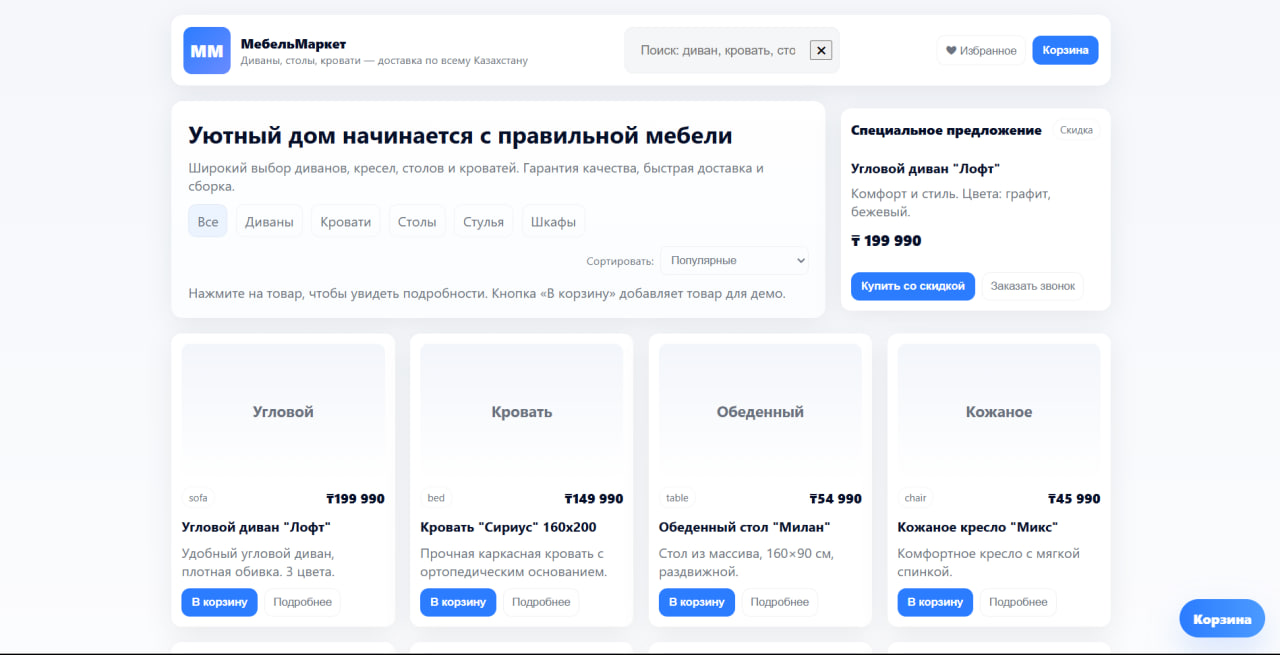 ММ
МебельМаркет
Диваны, столы, кровати — доставка по всему Казахстану
Поиск: диван, кровать, сто
✕
❤ Избранное
Корзина
Уютный дом начинается с правильной мебели
Широкий выбор диванов, кресел, столов и кроватей. Гарантия качества, быстрая доставка и
сборка.
Все
Диваны
Кровати
Столы
Стулья
Шкафы
Сортировать:
Популярные
Нажмите на товар, чтобы увидеть подробности. Кнопка «В корзину» добавляет товар для демо.
Специальное предложение
Скидка
Угловой диван "Лофт"
Комфорт и стиль. Цвета: графит,
бежевый.
₸ 199 990
Купить со скидкой
Заказать звонок
Угловой
sofa
₸199 990
Угловой диван "Лофт"
Удобный угловой диван,
плотная обивка. 3 цвета.
В корзину
Подробнее
Кровать
bed
₸149 990
Кровать "Сириус" 160x200
Прочная каркасная кровать с
ортопедическим основанием.
В корзину
Подробнее
Обеденный
table
₸54 990
Обеденный стол "Милан"
Стол из массива, 160×90 см,
раздвижной.
В корзину
Подробнее
Кожаное
chair
₸45 990
Кожаное кресло "Микс"
Комфортное кресло с мягкой
спинкой.
В корзину
Подробнее
Корзина